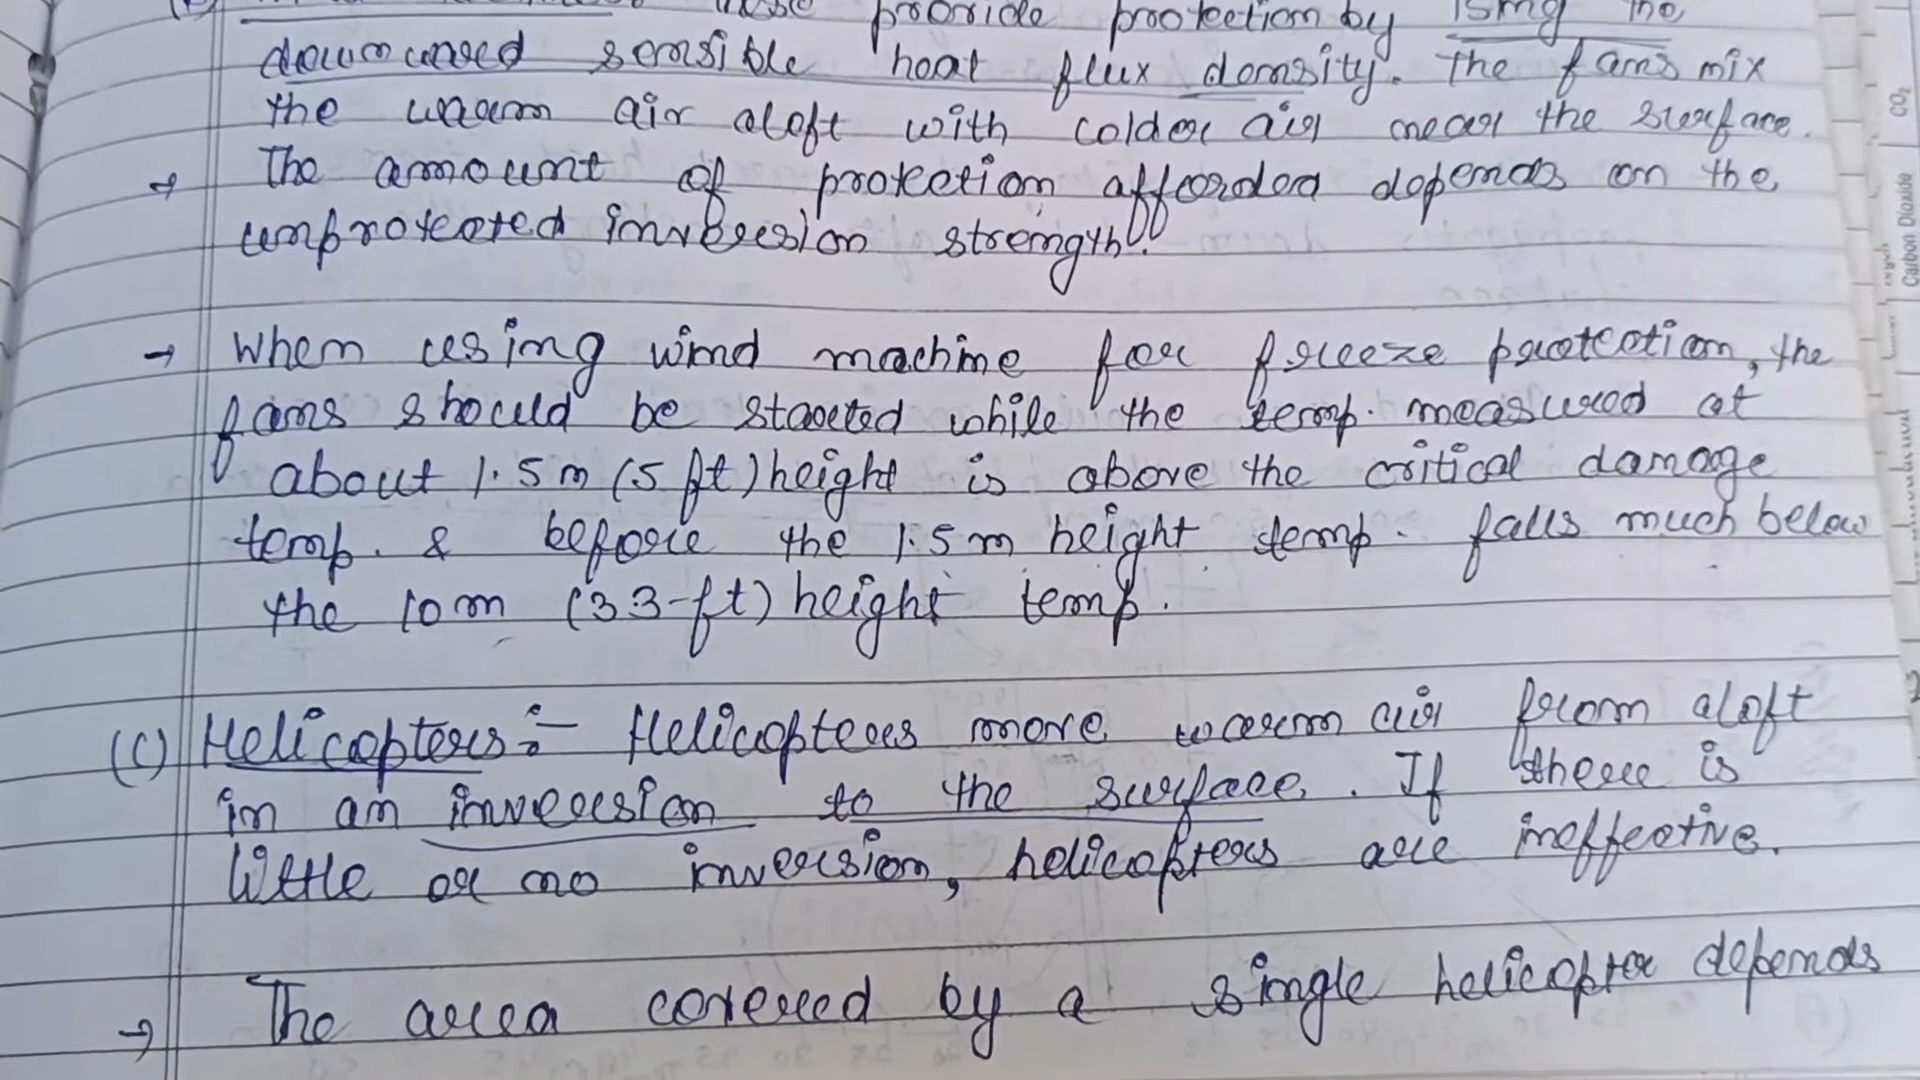 these provide protection by
downward sensible heat flux density. The fans mix
the warm air aloft with colder air near the surface.
→ The amount of protection afforded depends on the
unprotected inversion strength.
→ When using wind machine for freeze protection, the
fans should be started while the temp. measured at
about 1.5m (5 ft) height is above the critical damage
temp. & before the 1.5m height temp. falls much below
the 10m (33-ft) height temp.
(C) Helicopters:- Helicopters move warm air from aloft
in an inversion to the surface. If there is
little or no inversion, helicopters are ineffective.
→ The area covered by a single helicopter depends
CO2
Carbon Dioxide